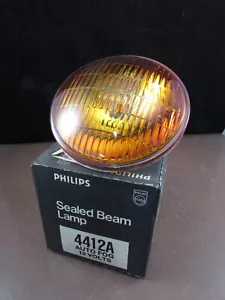 PHILIPS
Sealed Beam
Lamp
4412A
AUTO FOG
12 VOLTS